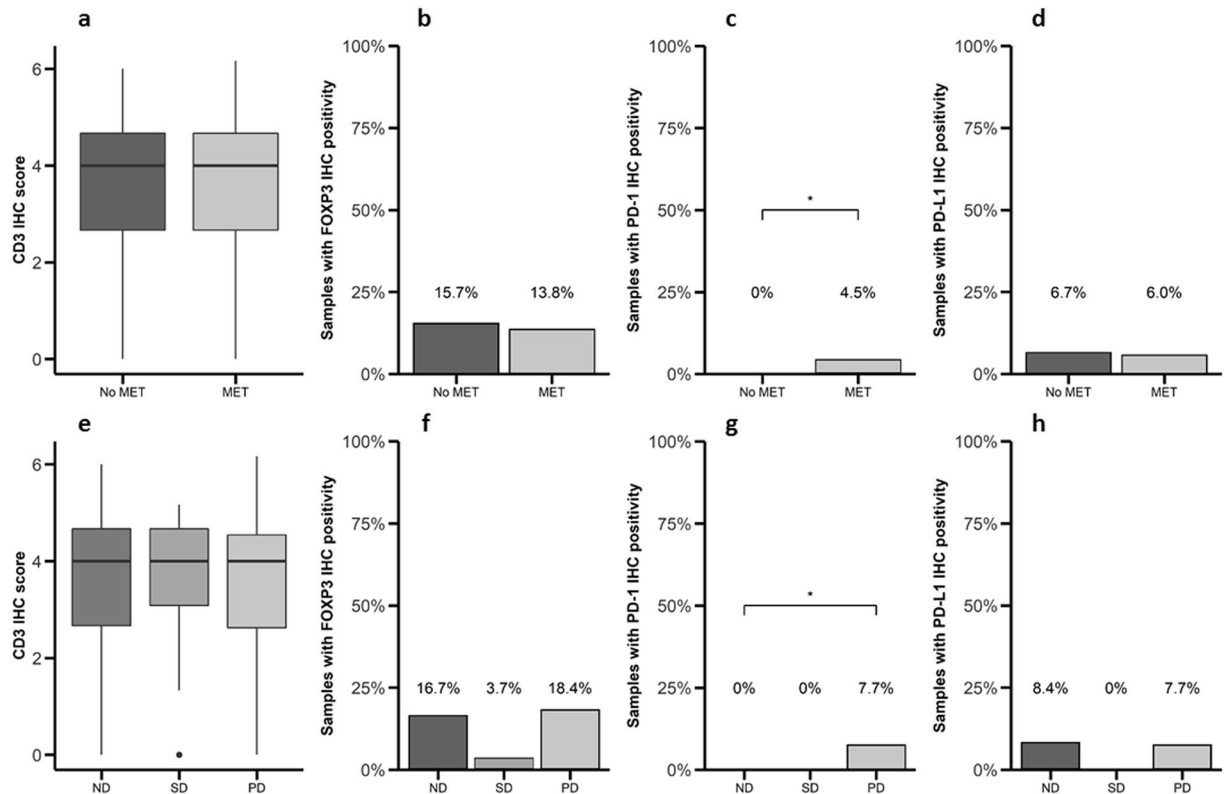 a
CD3 IHC score
6
4
2
0
No MET MET
b
Samples with FOXP3 IHC positivity
100%
75%
50%
25%
0%
15.7% 13.8%
No MET MET
c
Samples with PD-1 IHC positivity
100%
75%
50%
25%
0%
*
0% 4.5%
No MET MET
d
Samples with PD-L1 IHC positivity
100%
75%
50%
25%
0%
6.7% 6.0%
No MET MET
e
CD3 IHC score
6
4
2
0
ND SD PD
f
Samples with FOXP3 IHC positivity
100%
75%
50%
25%
0%
16.7% 3.7% 18.4%
ND SD PD
g
Samples with PD-1 IHC positivity
100%
75%
50%
25%
0%
*
0% 0% 7.7%
ND SD PD
h
Samples with PD-L1 IHC positivity
100%
75%
50%
25%
0%
8.4% 0% 7.7%
ND SD PD